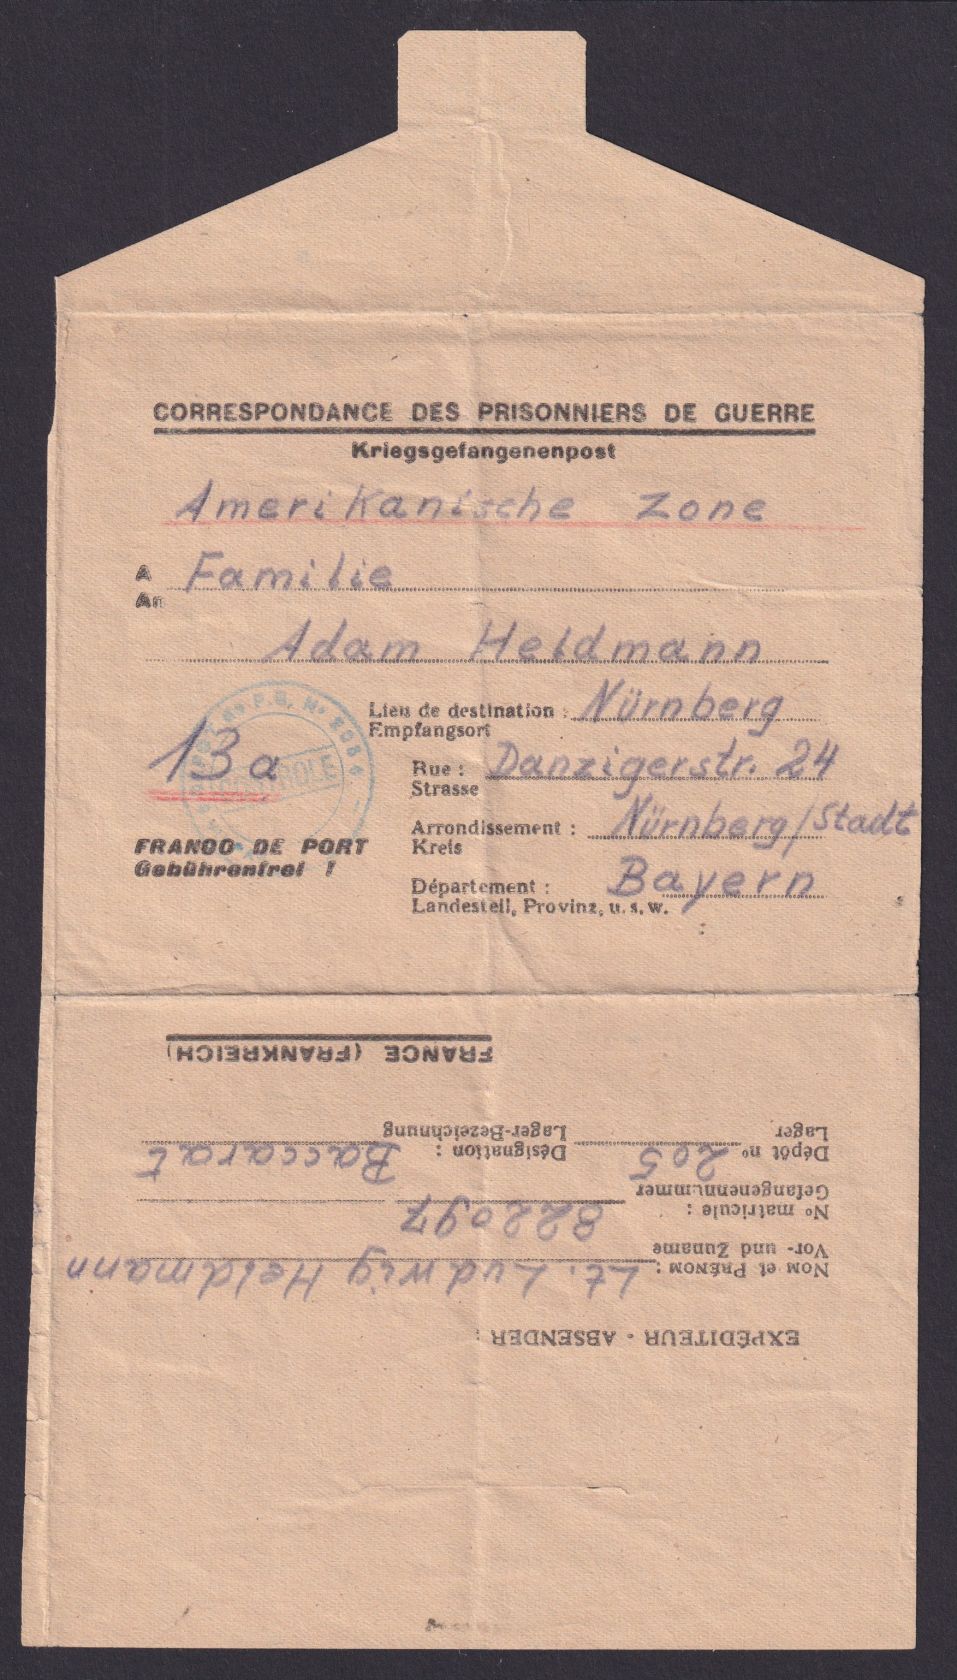 CORRESPONDANCE DES PRISONNIERS DE GUERRE
Kriegsgefangenenpost
Amerikanische Zone
A Familie
An
Adam Heldmann
Lieu de destination : Nürnberg
Empfangsort
13a
CONTROLE
Rue : Danzigerstr. 24
Strasse
Arrondissement : Nürnberg/Stadt
Kreis
FRANCO DE PORT
Gebührenfrei !
Département : Bayern
Landesteil, Provinz, u. s. w.
EXPÉDITEUR - ABSENDER :
NOM et PRÉNOM : Lt. Ludwig Heldmann
Vor- und Zuname
No matricule : 822097
Gefangenennummer
Dépôt no 205 Désignation : Baccarat
Lager Lager-Bezeichnung
FRANCE (FRANKREICH)